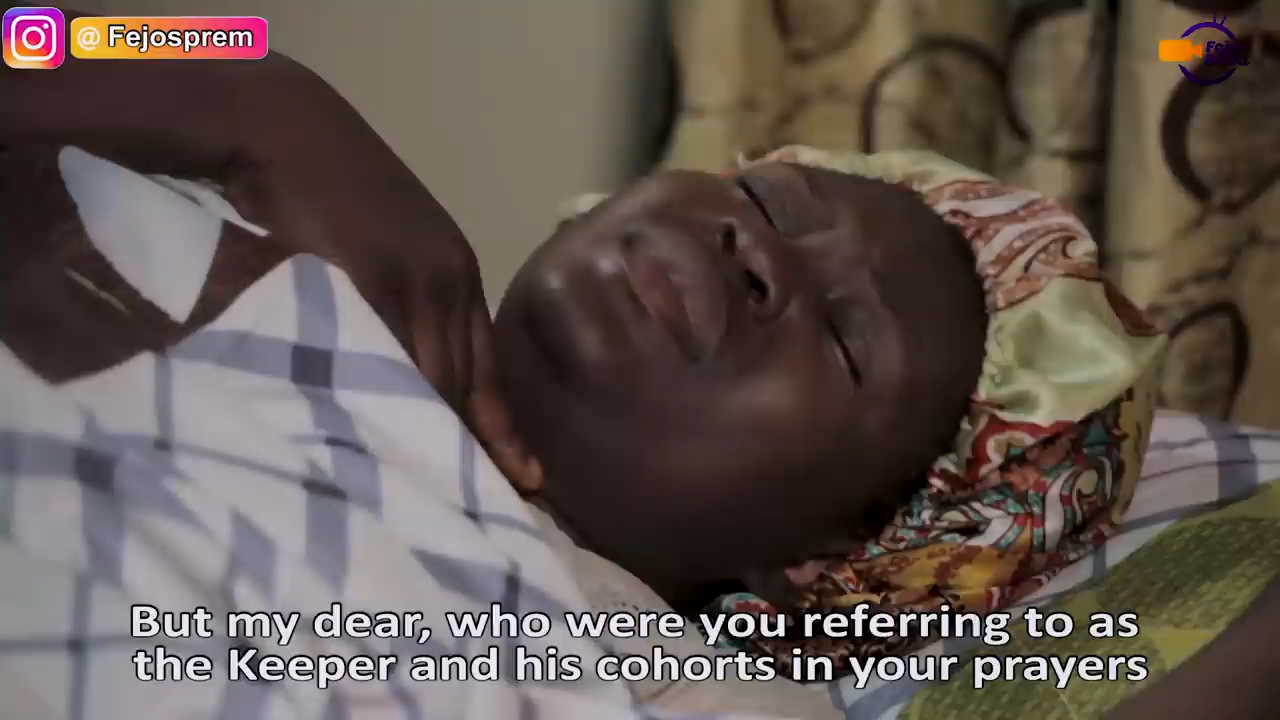 @ Fejosprem
But my dear, who were you referring to as
the Keeper and his cohorts in your prayers